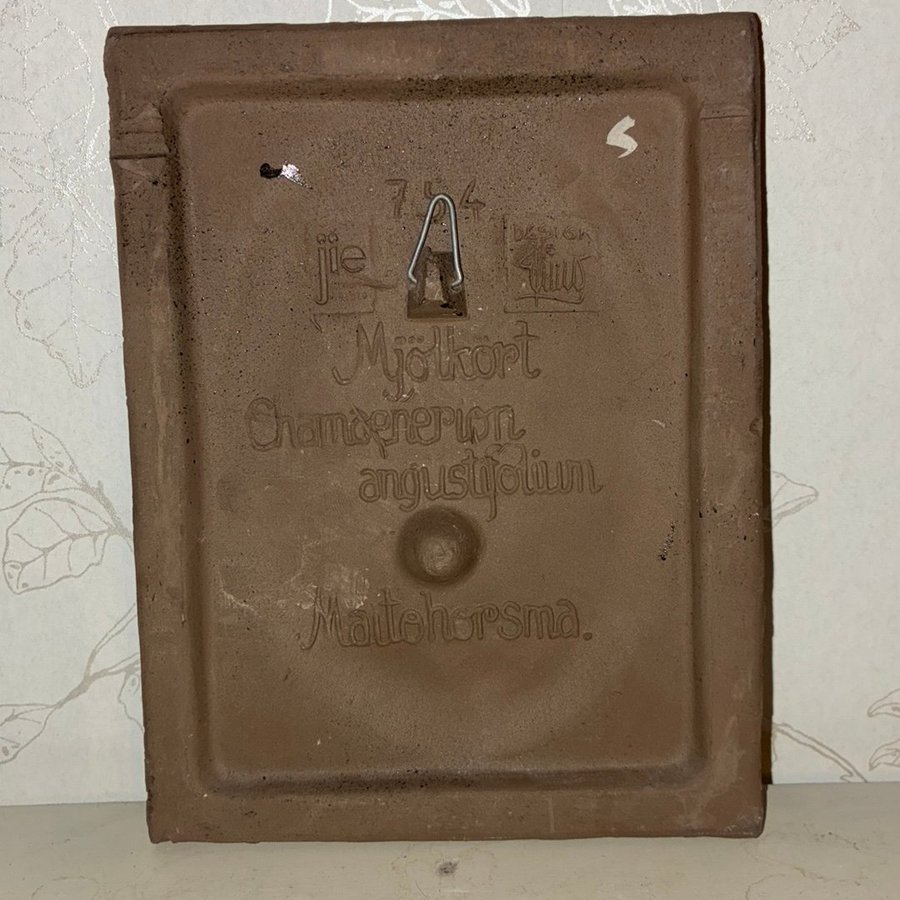 S
754
jie
DESIGN
Mjölkört
Chamaenerion
angustifolium
Maitohorsma.